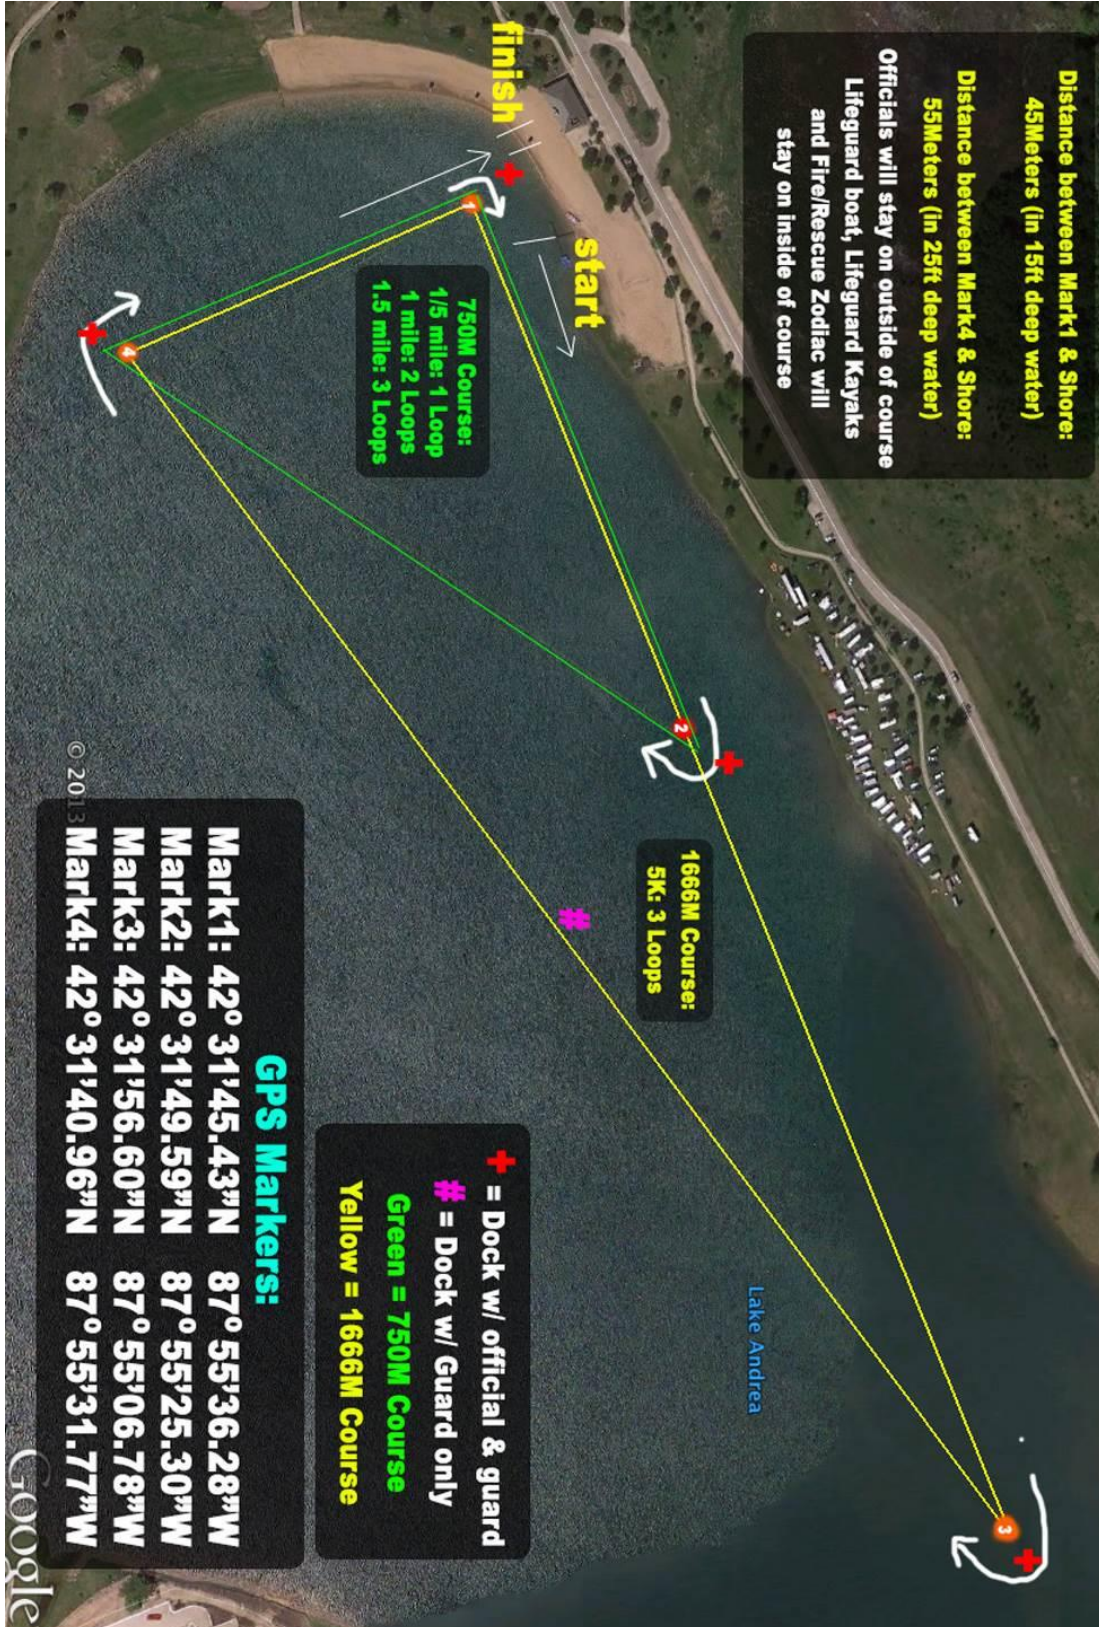 Distance between Mark1 & Shore:
45Meters (in 15ft deep water)
Distance between Mark4 & Shore:
55Meters (in 25ft deep water)
Officials will stay on outside of course
Lifeguard boat, Lifeguard Kayaks
and Fire/Rescue Zodiac will
stay on inside of course
finish
start
1
2
3
4
750M Course:
1/5 mile: 1 Loop
1 mile: 2 Loops
1.5 mile: 3 Loops
1666M Course:
5K: 3 Loops
Lake Andrea
#
+ = Dock w/ official & guard
# = Dock w/ Guard only
Green = 750M Course
Yellow = 1666M Course
GPS Markers:
Mark1: 42° 31'45.43"N 87° 55'36.28"W
Mark2: 42° 31'49.59"N 87° 55'25.30"W
Mark3: 42° 31'56.60"N 87° 55'06.78"W
Mark4: 42° 31'40.96"N 87° 55'31.77"W
© 2013
Google